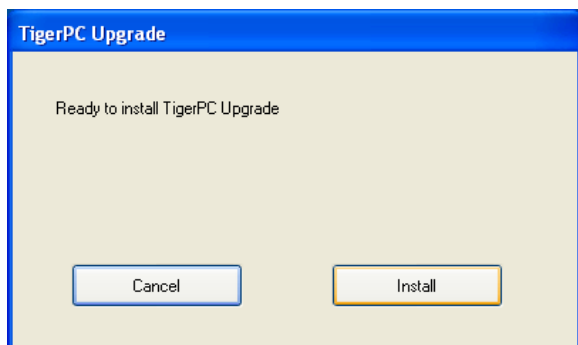 TigerPC Upgrade
Ready to install TigerPC Upgrade
Cancel
Install